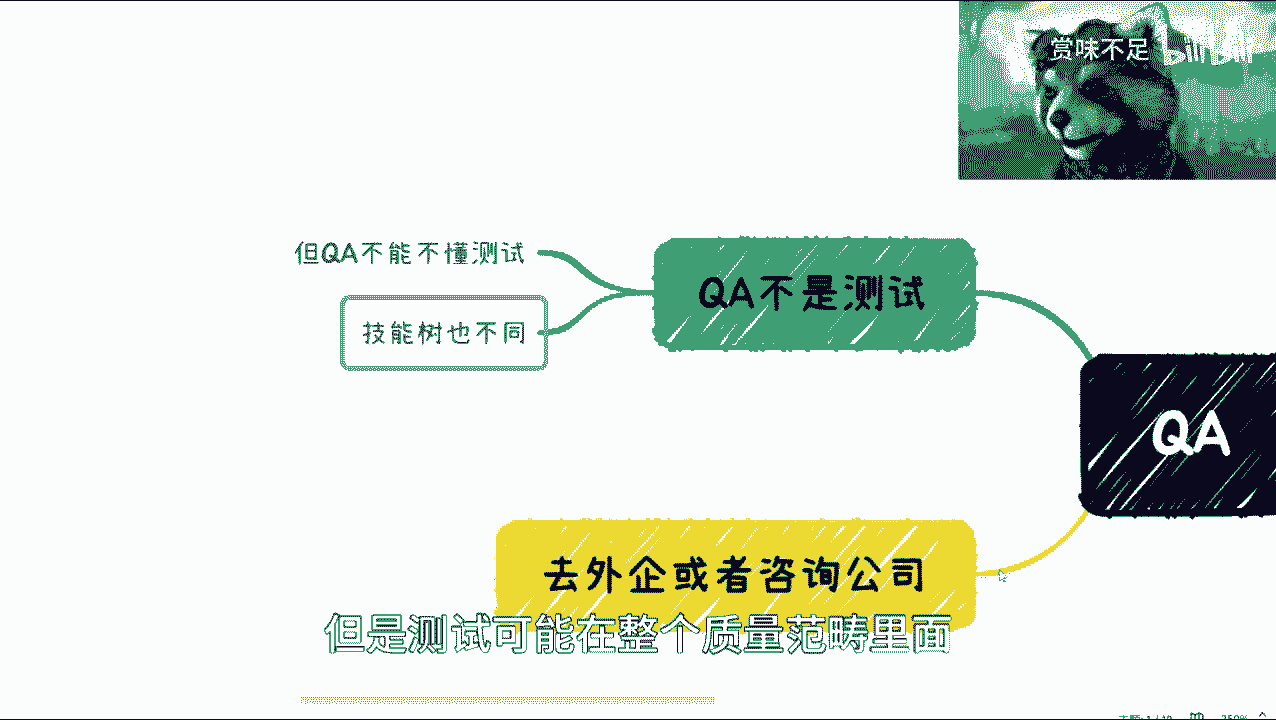 赏味不足 bilibili
但QA不能不懂测试
QA不是测试
技能树也不同
QA
去外企或者咨询公司
但是测试可能在整个质量范畴里面